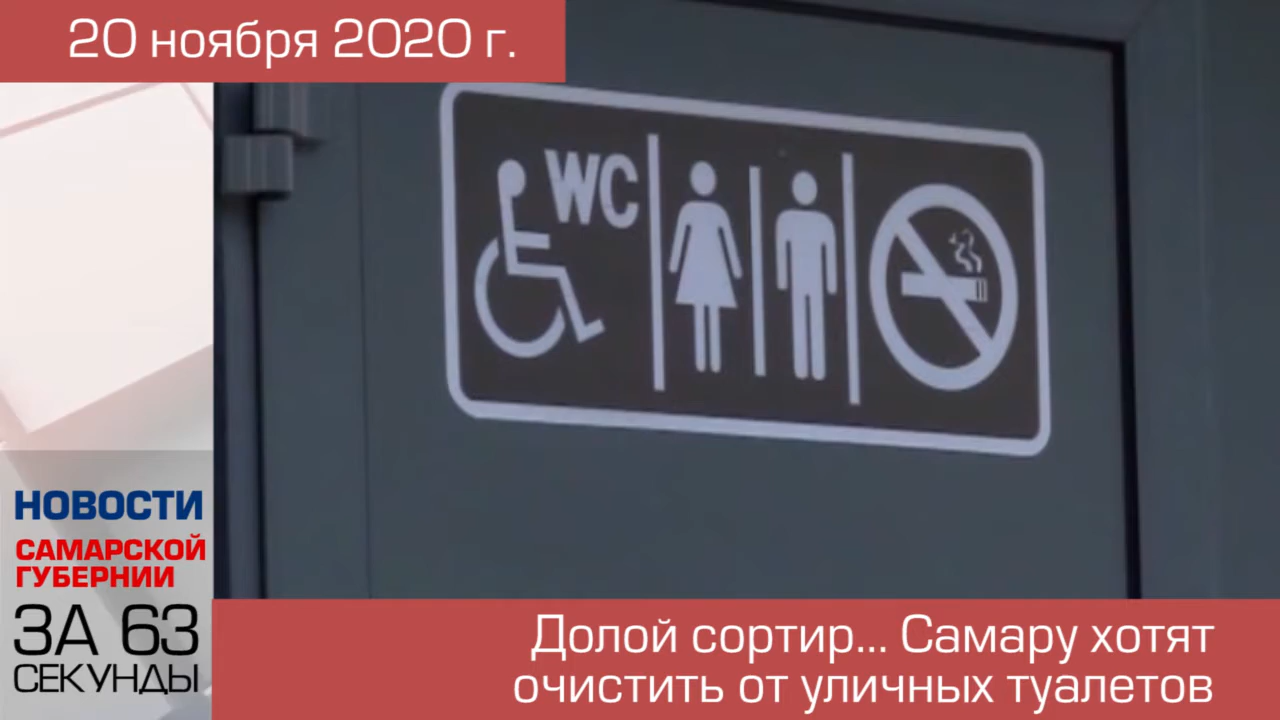 20 ноября 2020 г.
WC
НОВОСТИ
САМАРСКОЙ
ГУБЕРНИИ
ЗА 63
СЕКУНДЫ
Долой сортир... Самару хотят
очистить от уличных туалетов